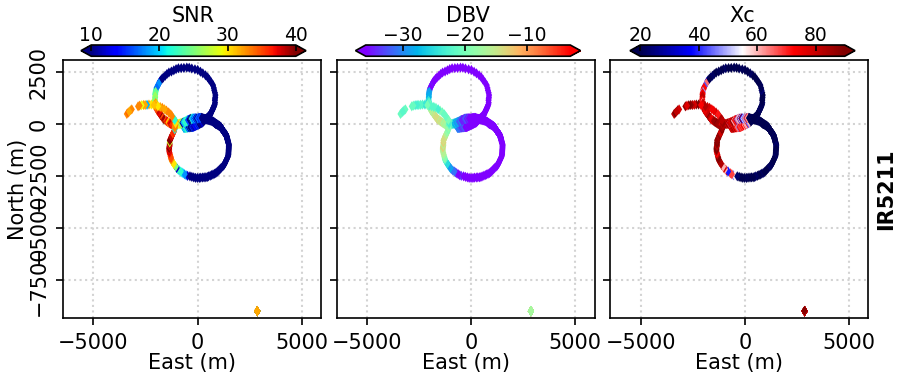 SNR DBV Xc
10 20 30 40 −30 −20 −10 20 40 60 80
2500
0
−2500
−5000
−7500
North (m)
IR5211
−5000 0 5000 −5000 0 5000 −5000 0 5000
East (m) East (m) East (m)